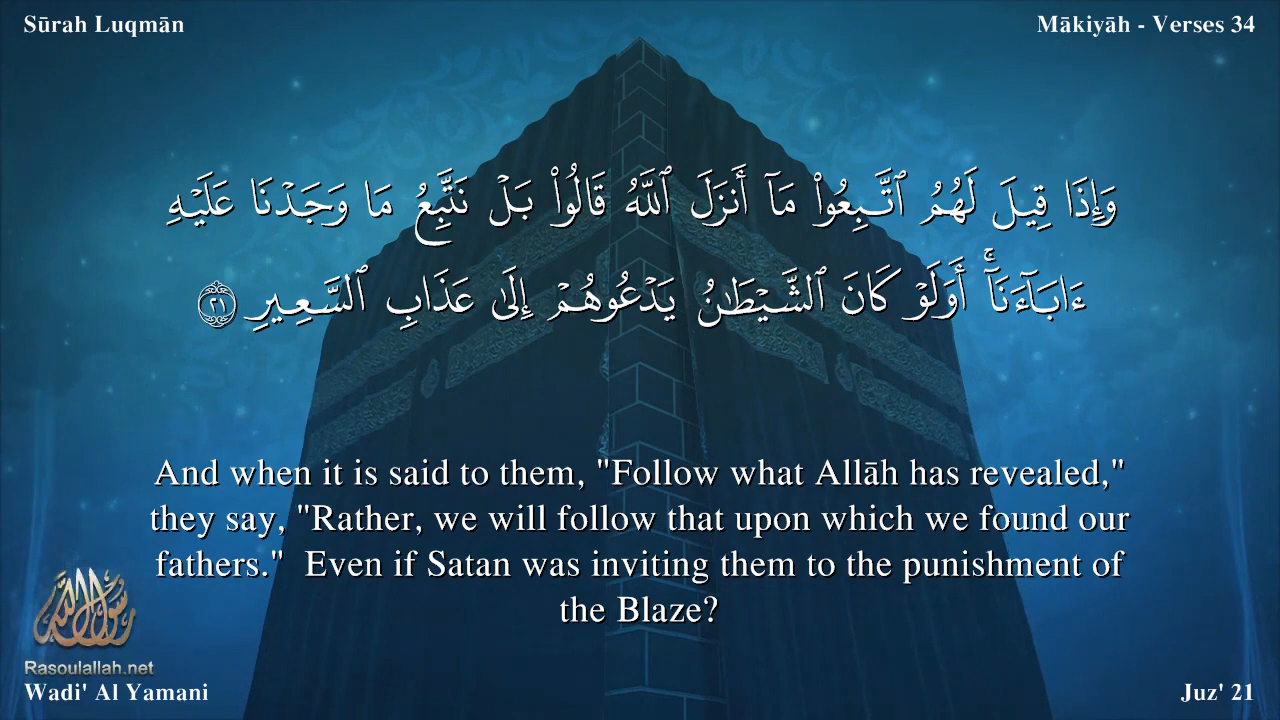 Sūrah Luqmān
Mākiyāh - Verses 34
وَإِذَا قِيلَ لَهُمُ ٱتَّبِعُوا۟ مَآ أَنزَلَ ٱللَّهُ قَالُوا۟ بَلْ نَتَّبِعُ مَا وَجَدْنَا عَلَيْهِ
ءَابَآءَنَآ ۚ أَوَلَوْ كَانَ ٱلشَّيْطَـٰنُ يَدْعُوهُمْ إِلَىٰ عَذَابِ ٱلسَّعِيرِ ٢١
And when it is said to them, "Follow what Allāh has revealed,"
they say, "Rather, we will follow that upon which we found our
fathers."  Even if Satan was inviting them to the punishment of
the Blaze?
رسول الله
Rasoulallah.net
Wadi' Al Yamani
Juz' 21